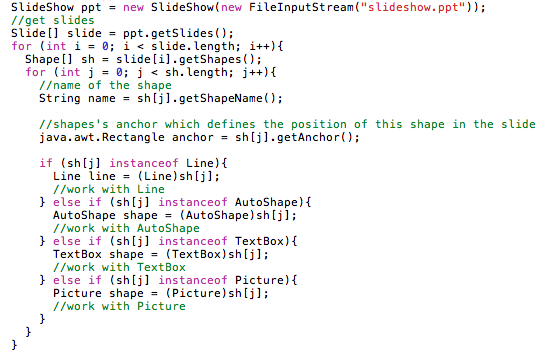 SlideShow ppt = new SlideShow(new FileInputStream("slideshow.ppt"));
//get slides
Slide[] slide = ppt.getSlides();
for (int i = 0; i < slide.length; i++){
  Shape[] sh = slide[i].getShapes();
  for (int j = 0; j < sh.length; j++){
    //name of the shape
    String name = sh[j].getShapeName();

    //shapes's anchor which defines the position of this shape in the slide
    java.awt.Rectangle anchor = sh[j].getAnchor();

    if (sh[j] instanceof Line){
      Line line = (Line)sh[j];
      //work with Line
    } else if (sh[j] instanceof AutoShape){
      AutoShape shape = (AutoShape)sh[j];
      //work with AutoShape
    } else if (sh[j] instanceof TextBox){
      TextBox shape = (TextBox)sh[j];
      //work with TextBox
    } else if (sh[j] instanceof Picture){
      Picture shape = (Picture)sh[j];
      //work with Picture
    }
  }
}